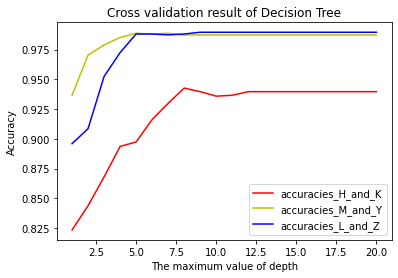 Cross validation result of Decision Tree
Accuracy
0.975
0.950
0.925
0.900
0.875
0.850
0.825
accuracies_H_and_K
accuracies_M_and_Y
accuracies_L_and_Z
2.5 5.0 7.5 10.0 12.5 15.0 17.5 20.0
The maximum value of depth